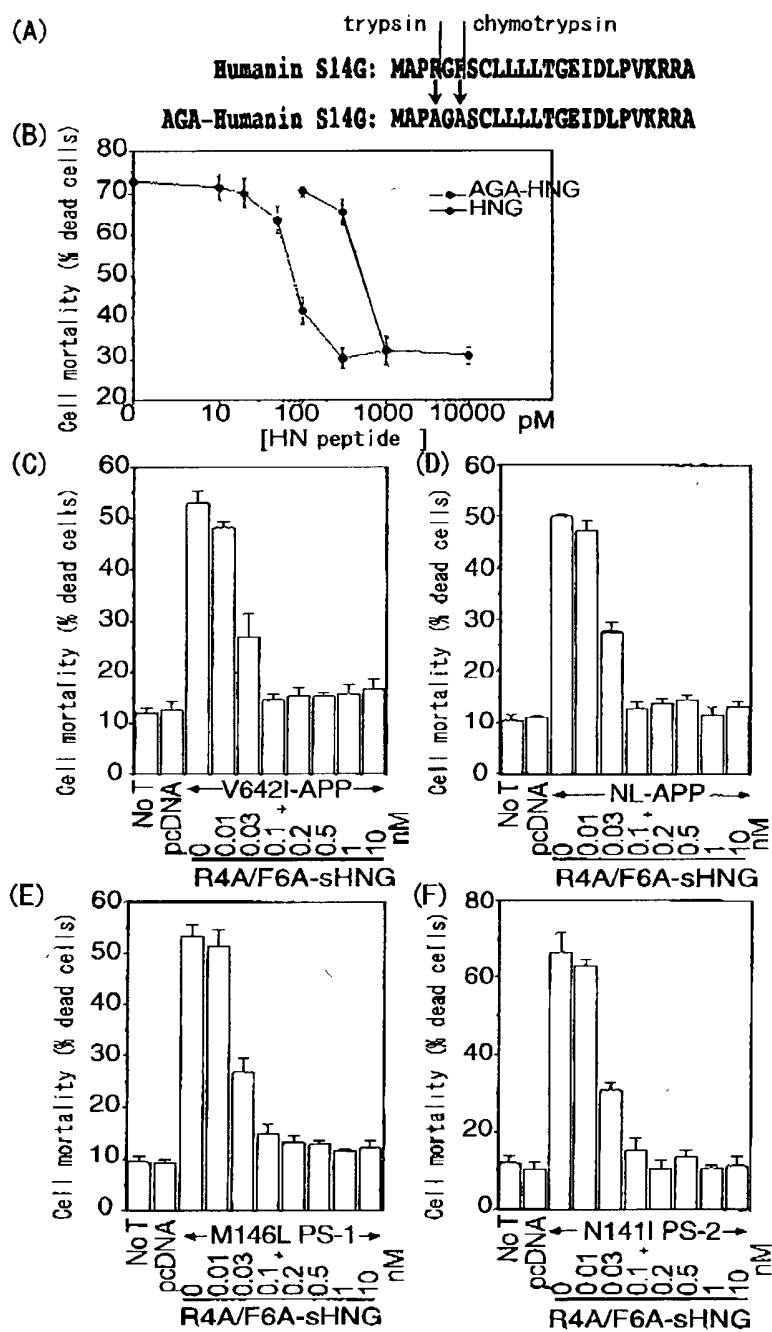 (A)
trypsin chymotrypsin
Humanin S14G: MAPRGFSCLLLLTGEIDLPVKRRA
AGA-Humanin S14G: MAPAGASCLLLLTGEIDLPVKRRA
(B)
Cell mortality (% dead cells)
80
70
60
50
40
30
20
AGA-HNG
HNG
0 10 100 1000 10000 pM
[HN peptide ]
(C)
Cell mortality (% dead cells)
60
50
40
30
20
10
0
No T
pcDNA
V642I-APP
+
0 0.01 0.03 0.1 0.2 0.5 1 10 nM
R4A/F6A-sHNG
(D)
Cell mortality (% dead cells)
60
50
40
30
20
10
0
No T
pcDNA
NL-APP
+
0 0.01 0.03 0.1 0.2 0.5 1 10 nM
R4A/F6A-sHNG
(E)
Cell mortality (% dead cells)
60
50
40
30
20
10
0
No T
pcDNA
M146L PS-1
+
0 0.01 0.03 0.1 0.2 0.5 1 10 nM
R4A/F6A-sHNG
(F)
Cell mortality (% dead cells)
80
60
40
20
0
No T
pcDNA
N141I PS-2
+
0 0.01 0.03 0.1 0.2 0.5 1 10 nM
R4A/F6A-sHNG